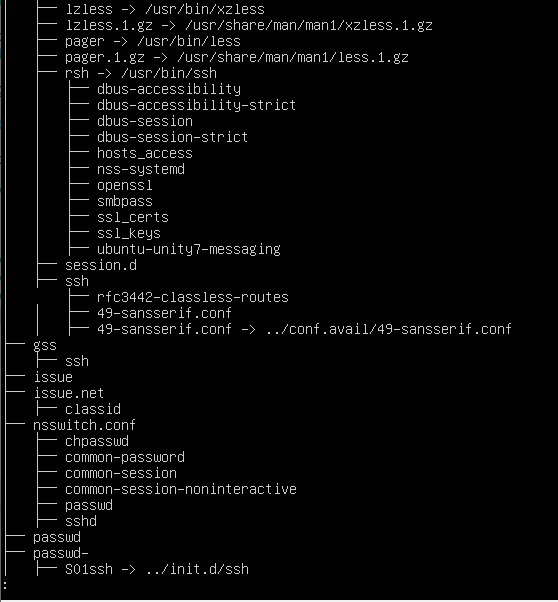 ├── lzless -> /usr/bin/xzless
├── lzless.1.gz -> /usr/share/man/man1/xzless.1.gz
├── pager -> /usr/bin/less
├── pager.1.gz -> /usr/share/man/man1/less.1.gz
├── rsh -> /usr/bin/ssh
├── dbus-accessibility
├── dbus-accessibility-strict
├── dbus-session
├── dbus-session-strict
├── hosts_access
├── nss-systemd
├── openssl
├── smbpass
├── ssl_certs
├── ssl_keys
├── ubuntu-unity7-messaging
├── session.d
├── ssh
├── rfc3442-classless-routes
├── 49-sansserif.conf
├── 49-sansserif.conf -> ../conf.avail/49-sansserif.conf
├── gss
├── ssh
├── issue
├── issue.net
├── classid
├── nsswitch.conf
├── chpasswd
├── common-password
├── common-session
├── common-session-noninteractive
├── passwd
├── sshd
├── passwd
├── passwd-
├── S01ssh -> ../init.d/ssh
: